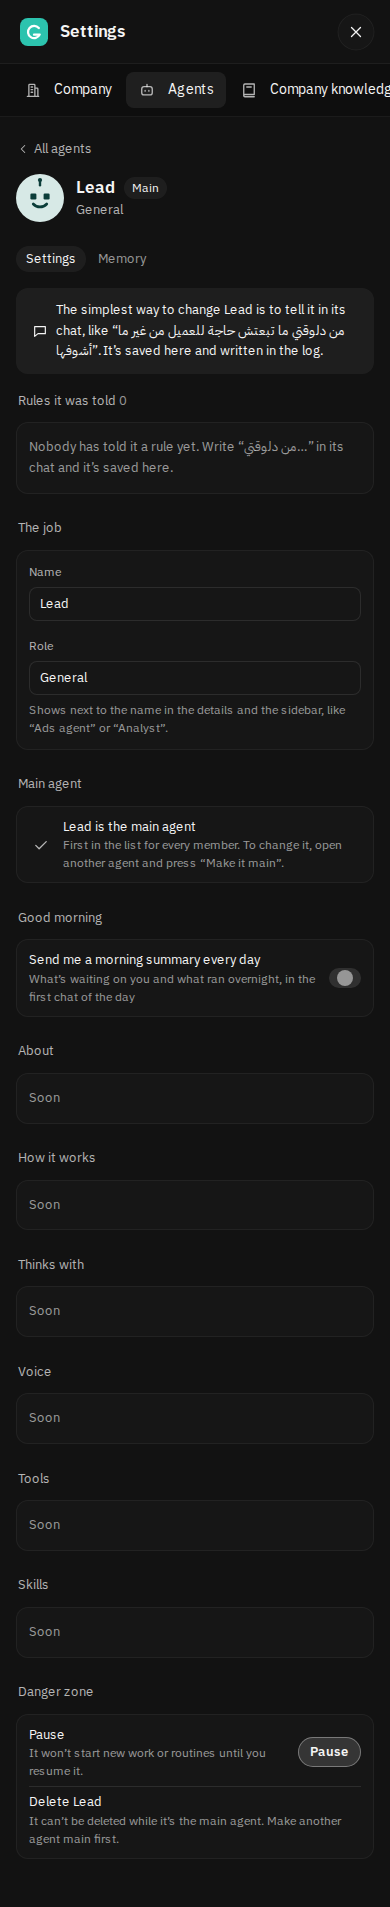 Settings
Company
Agents
Company knowledg
All agents
Lead Main
General
Settings Memory
The simplest way to change Lead is to tell it in its
chat, like “من دلوقتي ما تبعتش حاجة للعميل من غير ما
أشوفها”. It’s saved here and written in the log.
Rules it was told 0
Nobody has told it a rule yet. Write “من دلوقتي…” in its
chat and it’s saved here.
The job
Name
Lead
Role
General
Shows next to the name in the details and the sidebar, like
“Ads agent” or “Analyst”.
Main agent
Lead is the main agent
First in the list for every member. To change it, open
another agent and press “Make it main”.
Good morning
Send me a morning summary every day
What’s waiting on you and what ran overnight, in the
first chat of the day
About
Soon
How it works
Soon
Thinks with
Soon
Voice
Soon
Tools
Soon
Skills
Soon
Danger zone
Pause
It won’t start new work or routines until you
resume it.
Pause
Delete Lead
It can’t be deleted while it’s the main agent. Make another
agent main first.